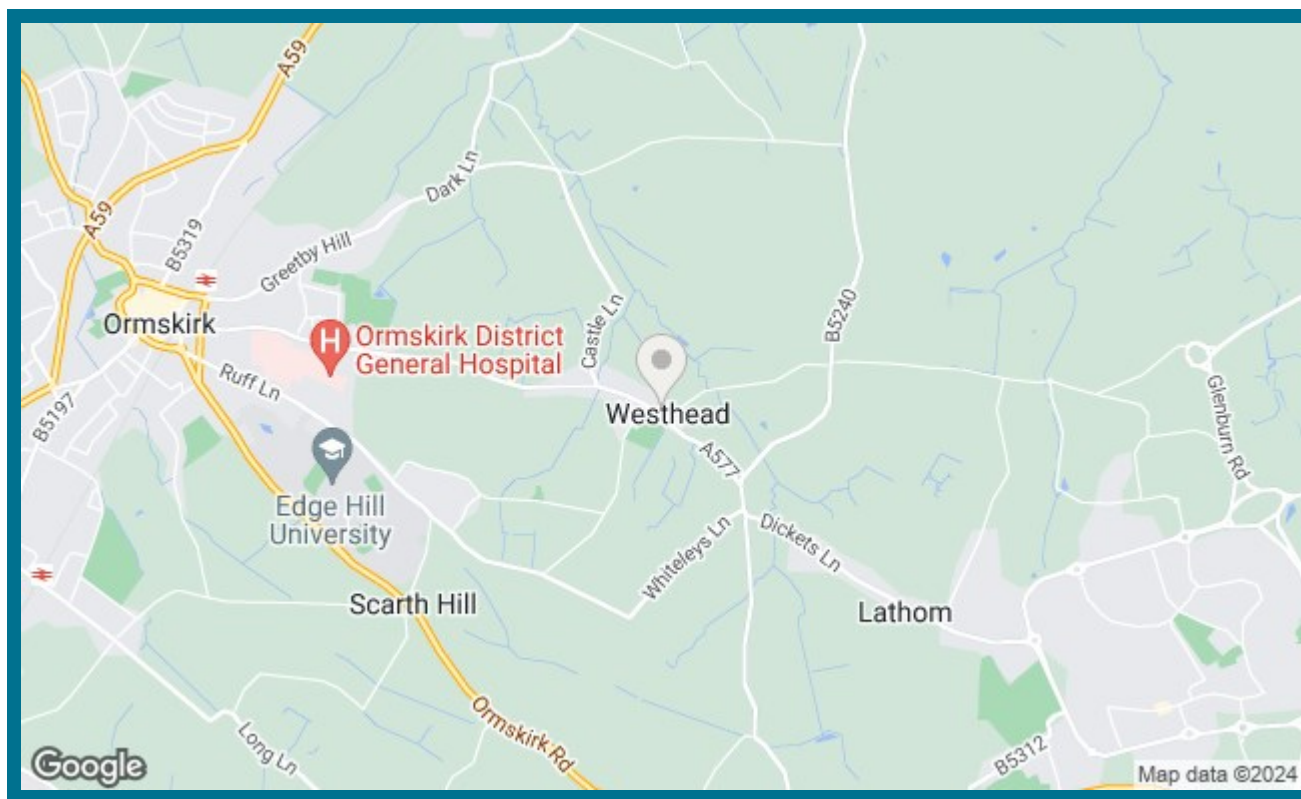 A59
Dark Ln
A59
B5319
Greetby Hill
Ormskirk
Ormskirk District
General Hospital
Castle Ln
B5240
Ruff Ln
B5197
Westhead
Glenburn Rd
A577
Edge Hill
University
Dickets Ln
Whiteleys Ln
Scarth Hill
Lathom
Ormskirk Rd
Long Ln
B5312
Google
Map data ©2024
H